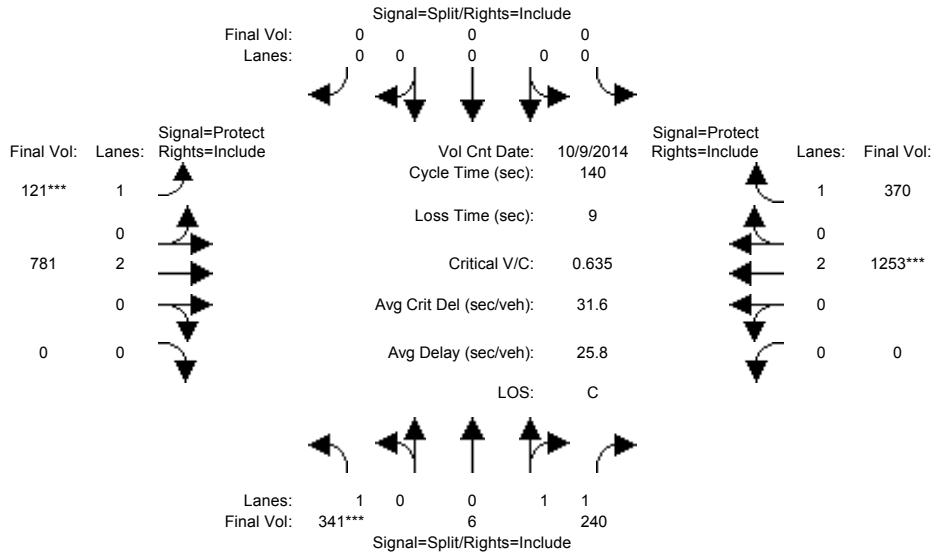 Signal=Split/Rights=Include
Final Vol: 0 0 0
Lanes: 0 0 0 0 0
Signal=Protect Signal=Protect
Final Vol: Lanes: Rights=Include Vol Cnt Date: 10/9/2014 Rights=Include Lanes: Final Vol:
Cycle Time (sec): 140
121*** 1 1 370
Loss Time (sec): 9
0 0
781 2 Critical V/C: 0.635 2 1253***
0 Avg Crit Del (sec/veh): 31.6 0
0 0 Avg Delay (sec/veh): 25.8 0 0
LOS: C
Lanes: 1 0 0 1 1
Final Vol: 341*** 6 240
Signal=Split/Rights=Include